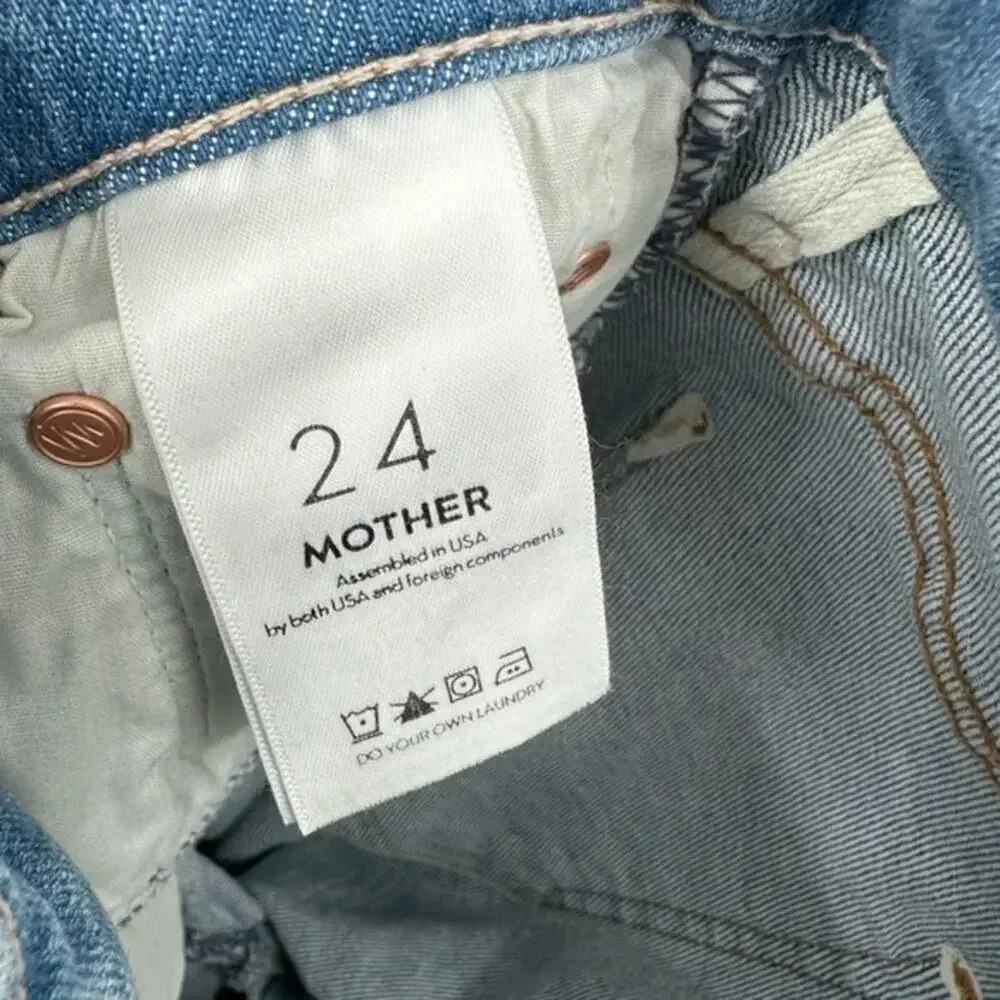 24
MOTHER
Assembled in USA
by both USA and foreign components
DO YOUR OWN LAUNDRY